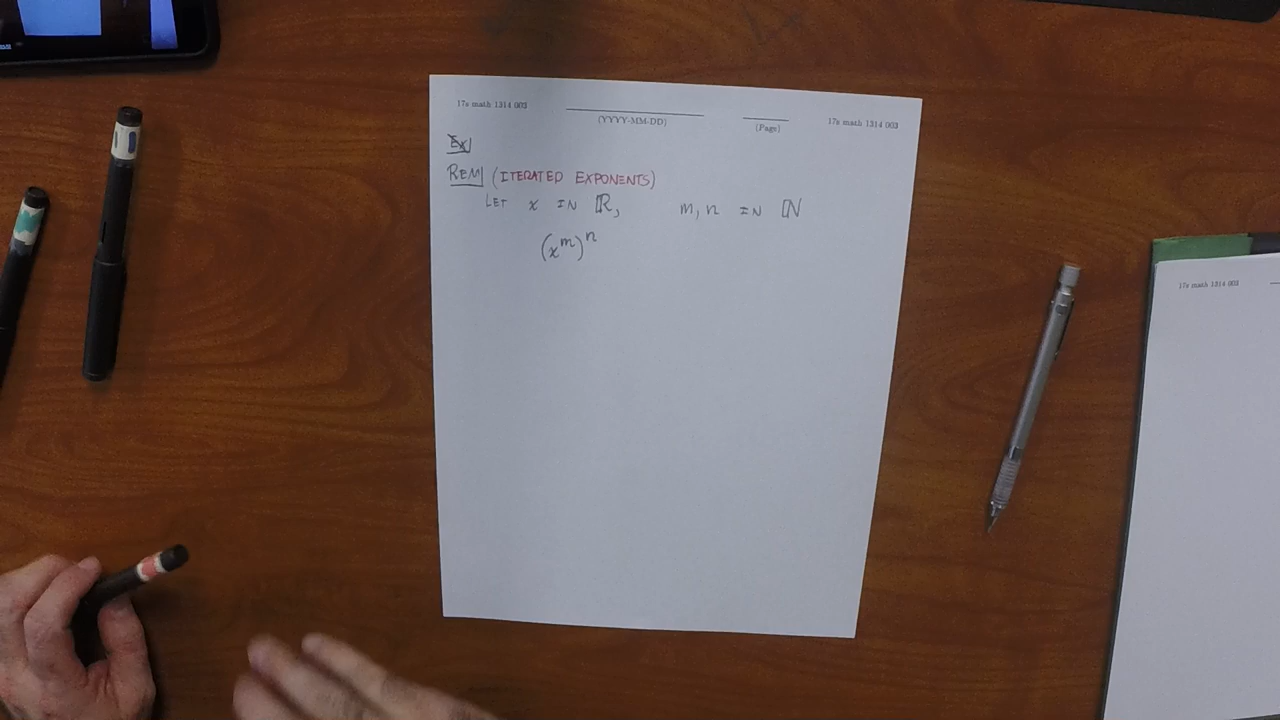 17s math 1314 003 (YYYY-MM-DD) (Page) 17s math 1314 003
Ex
REM (ITERATED EXPONENTS)
LET x IN ℝ, m, n IN ℕ
(x^m)^n
17s math 1314 003